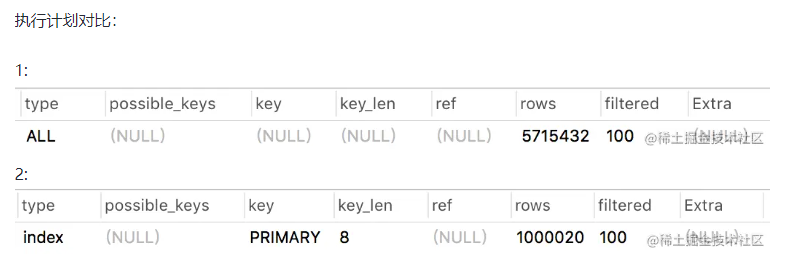 执行计划对比：
1:
type possible_keys key key_len ref rows filtered Extra
ALL (NULL) (NULL) (NULL) (NULL) 5715432 100 (NULL)
@稀土掘金技术社区
2:
type possible_keys key key_len ref rows filtered Extra
index (NULL) PRIMARY 8 (NULL) 1000020 100 (NULL)
@稀土掘金技术社区